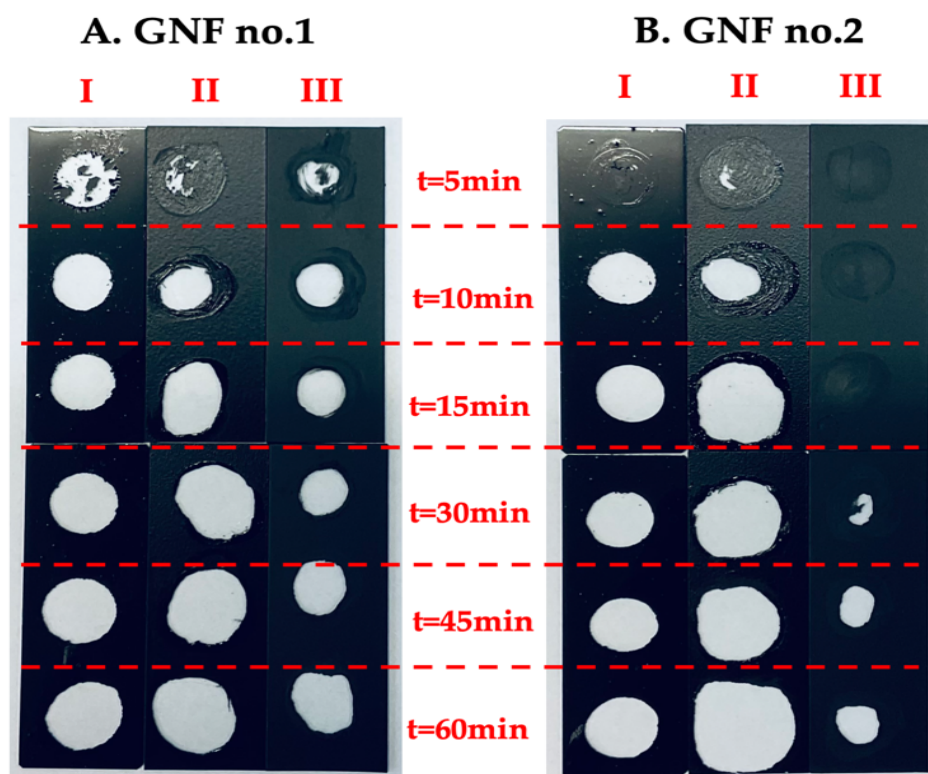 A. GNF no.1
B. GNF no.2
I II III
I II III
t=5min
t=10min
t=15min
t=30min
t=45min
t=60min